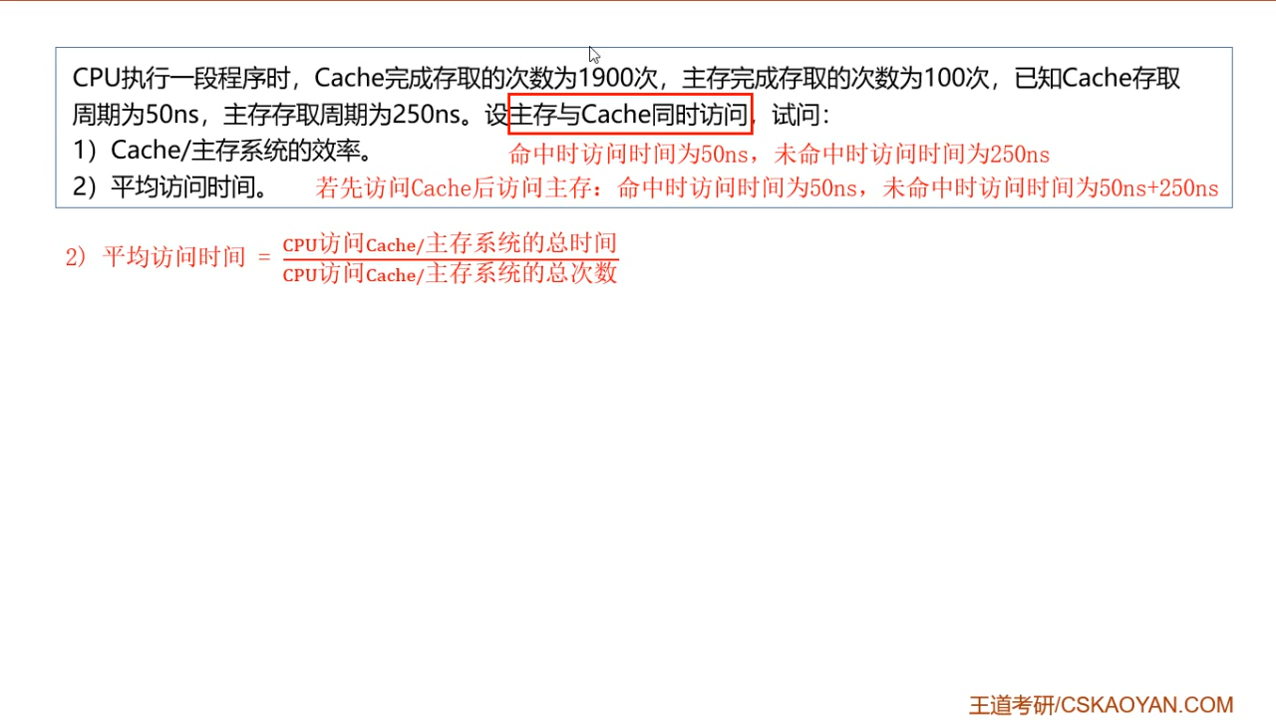 CPU执行一段程序时，Cache完成存取的次数为1900次，主存完成存取的次数为100次，已知Cache存取
周期为50ns，主存存取周期为250ns。设主存与Cache同时访问，试问：
1）Cache/主存系统的效率。
命中时访问时间为50ns，未命中时访问时间为250ns
2）平均访问时间。
若先访问Cache后访问主存：命中时访问时间为50ns，未命中时访问时间为50ns+250ns
2） 平均访问时间 =
CPU访问Cache/主存系统的总时间
CPU访问Cache/主存系统的总次数
王道考研/CSKAOYAN.COM